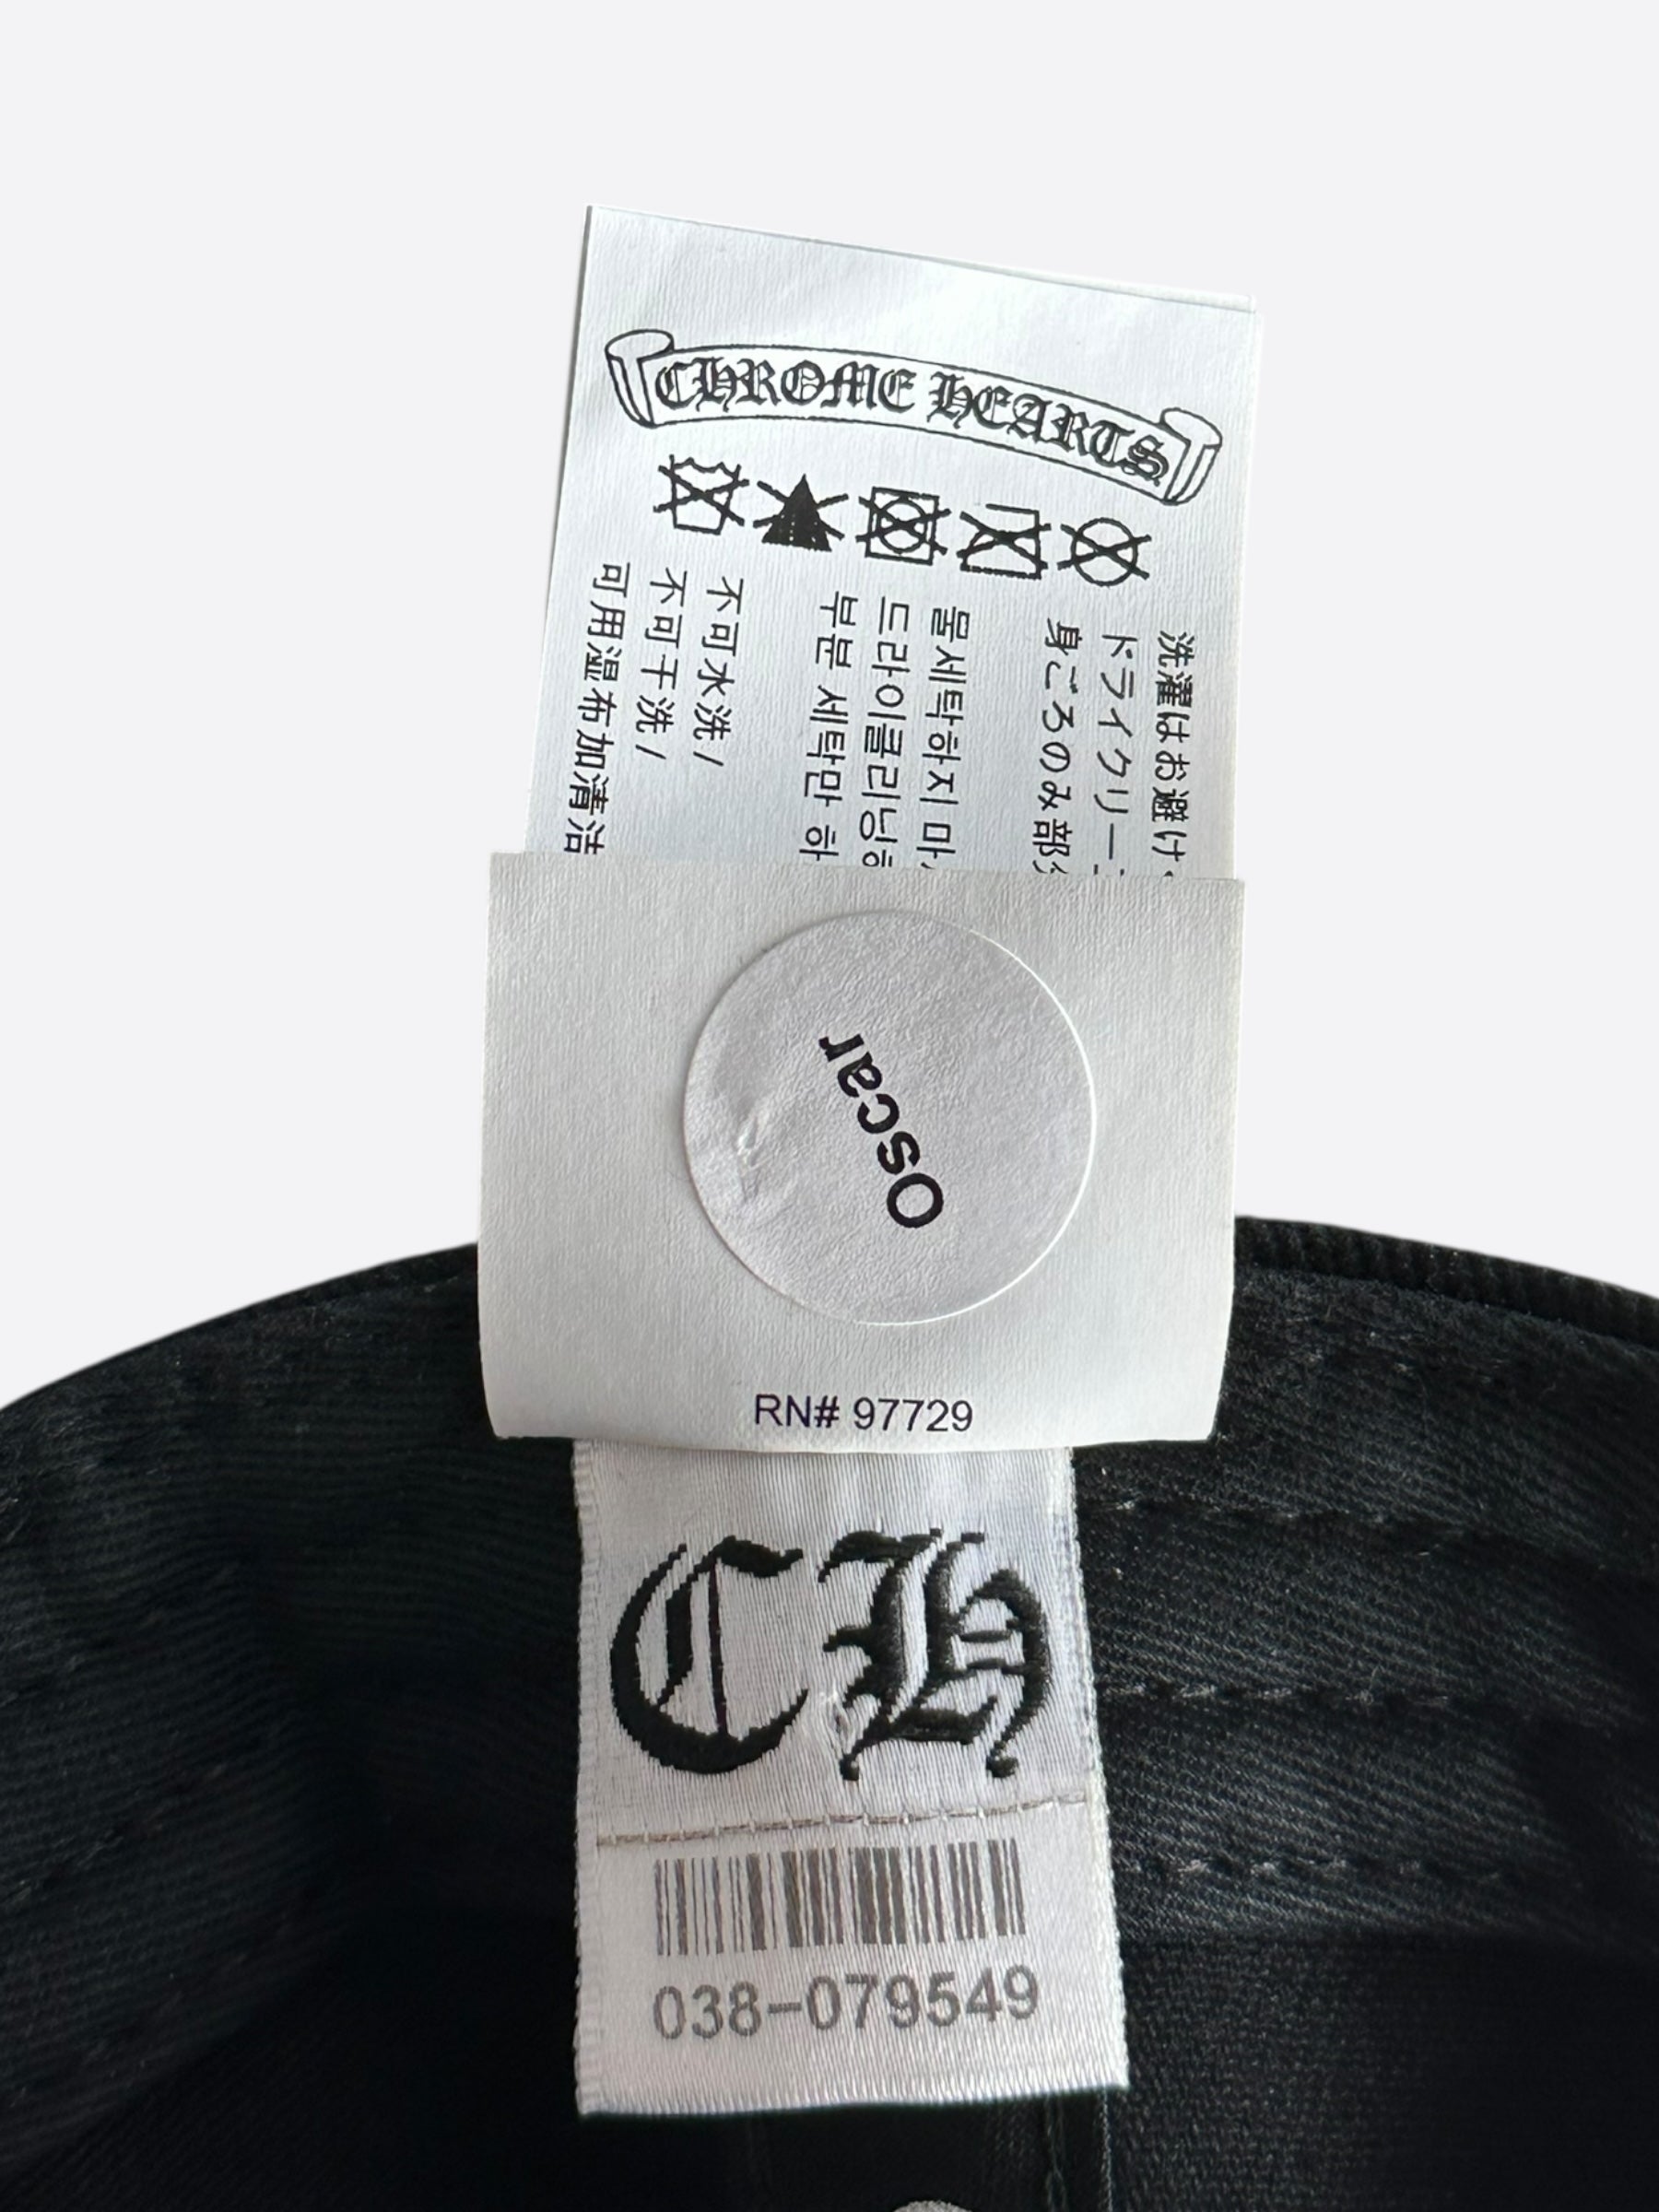 CHROME HEARTS
不可水洗/
不可干洗/
可用湿布加清洁
물세탁하지 마
드라이클리닝
부분 세탁만 하
洗濯はお避け
ドライクリー
身ごろのみ部
Oscar
RN# 97729
CH
038-079549